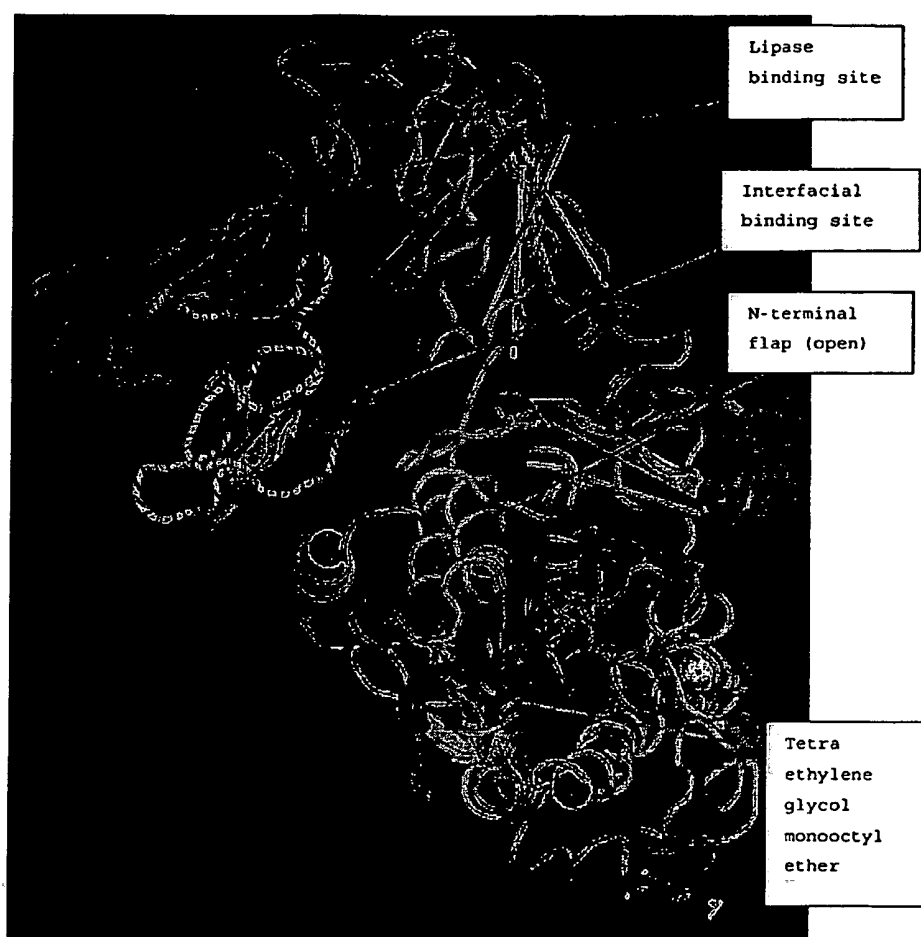 Lipase
binding site
Interfacial
binding site
N-terminal
flap (open)
Tetra
ethylene
glycol
monooctyl
ether